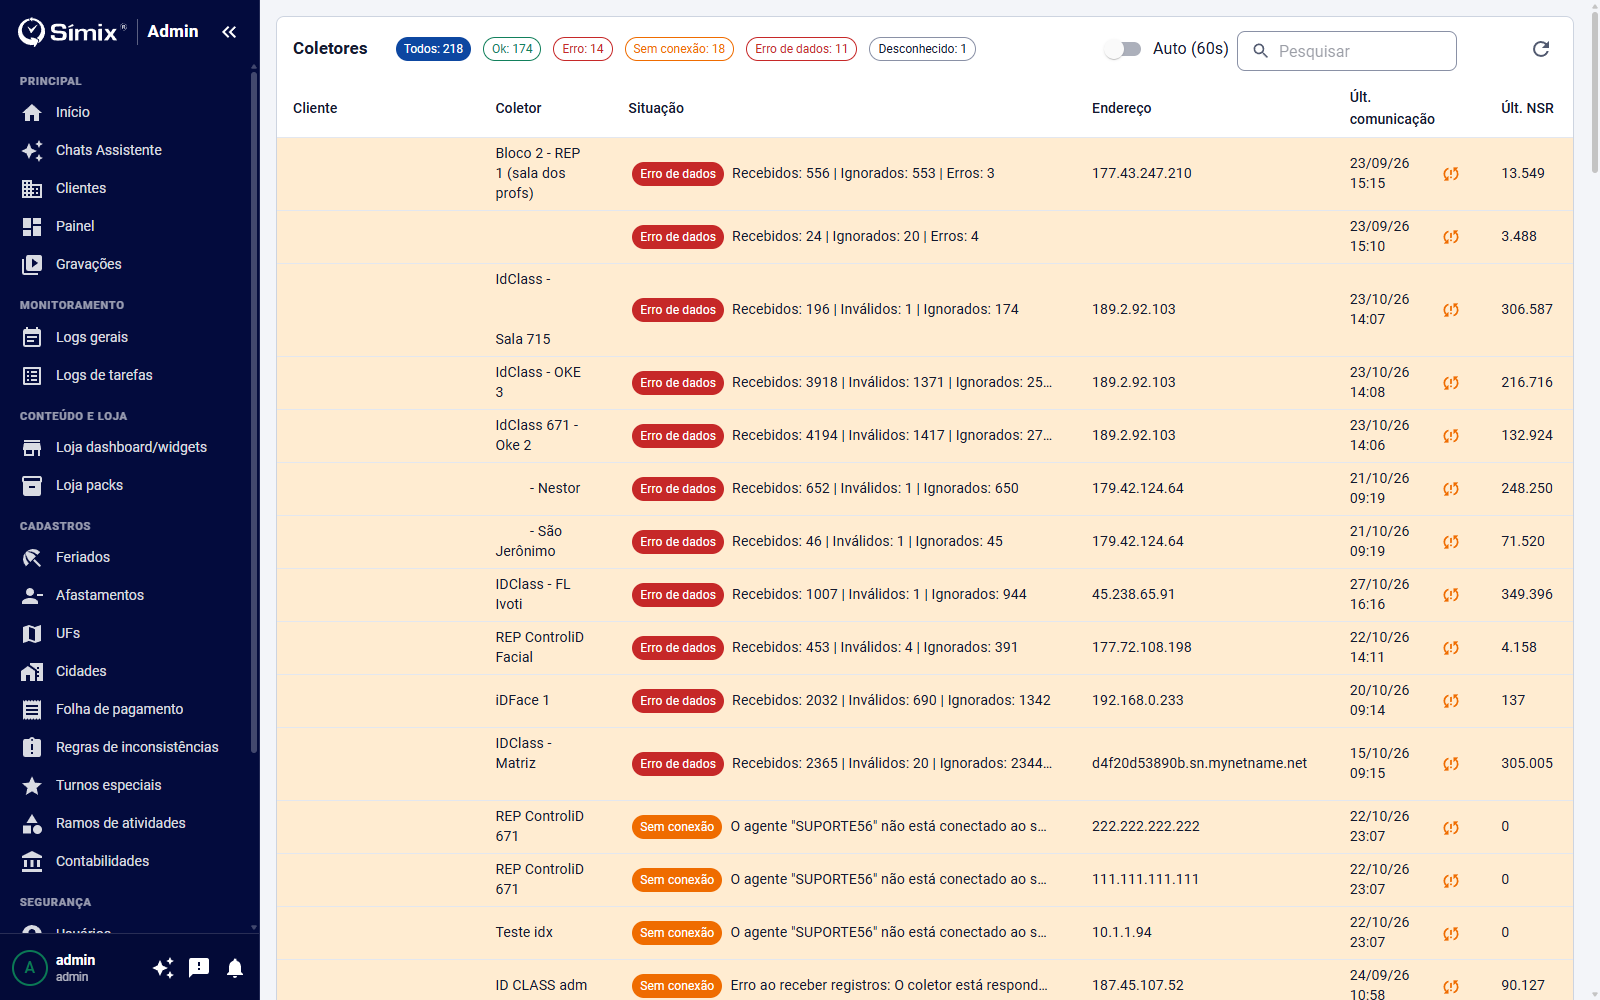 Símix® Admin
PRINCIPAL
Início
Chats Assistente
Clientes
Painel
Gravações
MONITORAMENTO
Logs gerais
Logs de tarefas
CONTEÚDO E LOJA
Loja dashboard/widgets
Loja packs
CADASTROS
Feriados
Afastamentos
UFs
Cidades
Folha de pagamento
Regras de inconsistências
Turnos especiais
Ramos de atividades
Contabilidades
SEGURANÇA
A
admin
admin
Coletores Todos: 218 Ok: 174 Erro: 14 Sem conexão: 18 Erro de dados: 11 Desconhecido: 1 Auto (60s) Pesquisar
Cliente Coletor Situação Endereço Últ. comunicação Últ. NSR
Bloco 2 - REP
1 (sala dos
profs)
Erro de dados Recebidos: 556 | Ignorados: 553 | Erros: 3 177.43.247.210
23/09/26
15:15
13.549
Erro de dados Recebidos: 24 | Ignorados: 20 | Erros: 4
23/09/26
15:10
3.488
IdClass -
Sala 715
Erro de dados Recebidos: 196 | Inválidos: 1 | Ignorados: 174 189.2.92.103
23/10/26
14:07
306.587
IdClass - OKE
3
Erro de dados Recebidos: 3918 | Inválidos: 1371 | Ignorados: 25... 189.2.92.103
23/10/26
14:08
216.716
IdClass 671 -
Oke 2
Erro de dados Recebidos: 4194 | Inválidos: 1417 | Ignorados: 27... 189.2.92.103
23/10/26
14:06
132.924
- Nestor
Erro de dados Recebidos: 652 | Inválidos: 1 | Ignorados: 650 179.42.124.64
21/10/26
09:19
248.250
- São
Jerônimo
Erro de dados Recebidos: 46 | Inválidos: 1 | Ignorados: 45 179.42.124.64
21/10/26
09:19
71.520
IDClass - FL
Ivoti
Erro de dados Recebidos: 1007 | Inválidos: 1 | Ignorados: 944 45.238.65.91
27/10/26
16:16
349.396
REP ControliD
Facial
Erro de dados Recebidos: 453 | Inválidos: 4 | Ignorados: 391 177.72.108.198
22/10/26
14:11
4.158
iDFace 1
Erro de dados Recebidos: 2032 | Inválidos: 690 | Ignorados: 1342 192.168.0.233
20/10/26
09:14
137
IDClass -
Matriz
Erro de dados Recebidos: 2365 | Inválidos: 20 | Ignorados: 2344... d4f20d53890b.sn.mynetname.net
15/10/26
09:15
305.005
REP ControliD
671
Sem conexão O agente "SUPORTE56" não está conectado ao s... 222.222.222.222
22/10/26
23:07
0
REP ControliD
671
Sem conexão O agente "SUPORTE56" não está conectado ao s... 111.111.111.111
22/10/26
23:07
0
Teste idx
Sem conexão O agente "SUPORTE56" não está conectado ao s... 10.1.1.94
22/10/26
23:07
0
ID CLASS adm
Sem conexão Erro ao receber registros: O coletor está respond... 187.45.107.52
24/09/26
10:58
90.127